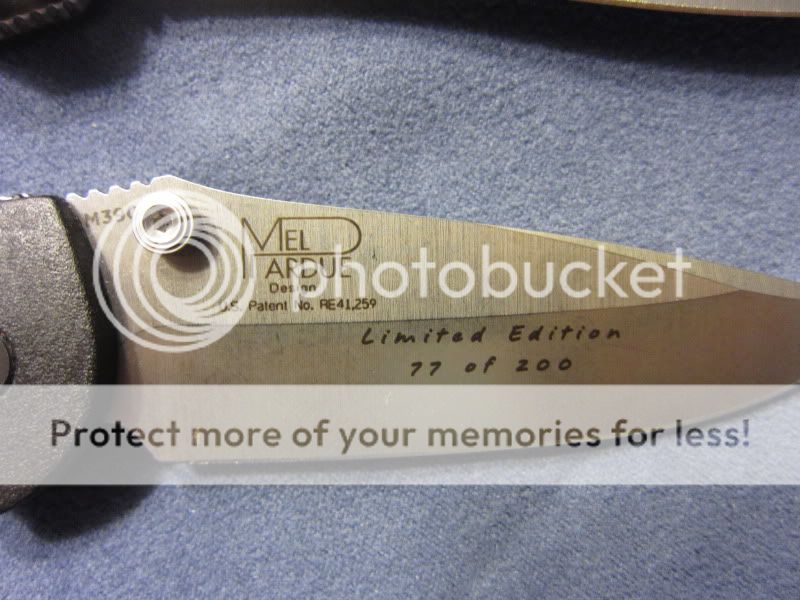 M390
MEL
PARDUE
Design
U.S. Patent No. RE41,259
photobucket
Limited Edition
77 of 200
Protect more of your memories for less!